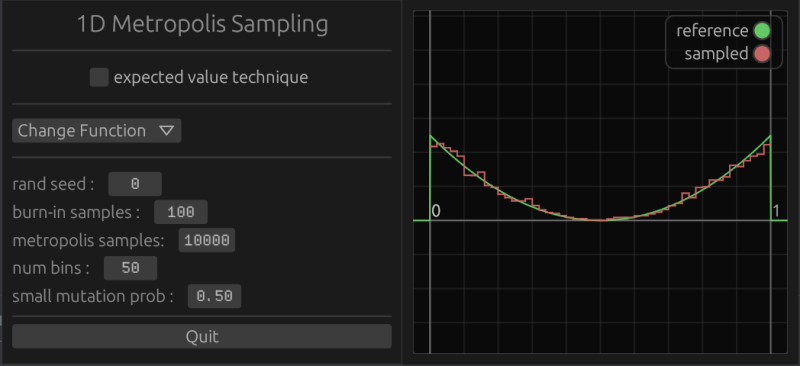 1D Metropolis Sampling
expected value technique
Change Function
rand seed : 0
burn-in samples : 100
metropolis samples: 10000
num bins : 50
small mutation prob : 0.50
Quit
reference
sampled
0 1